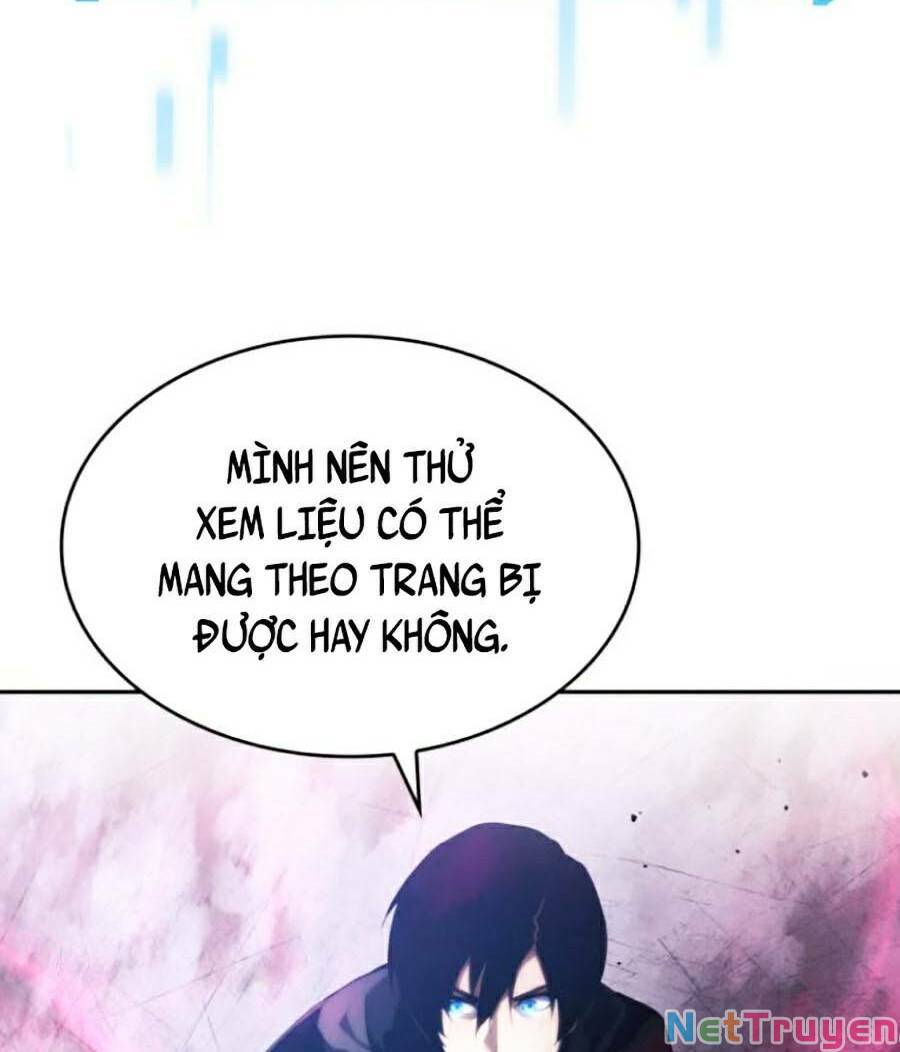 MÌNH NÊN THỬ
XEM LIỆU CÓ THỂ
MANG THEO TRANG BỊ
ĐƯỢC HAY KHÔNG.
NetTruyen